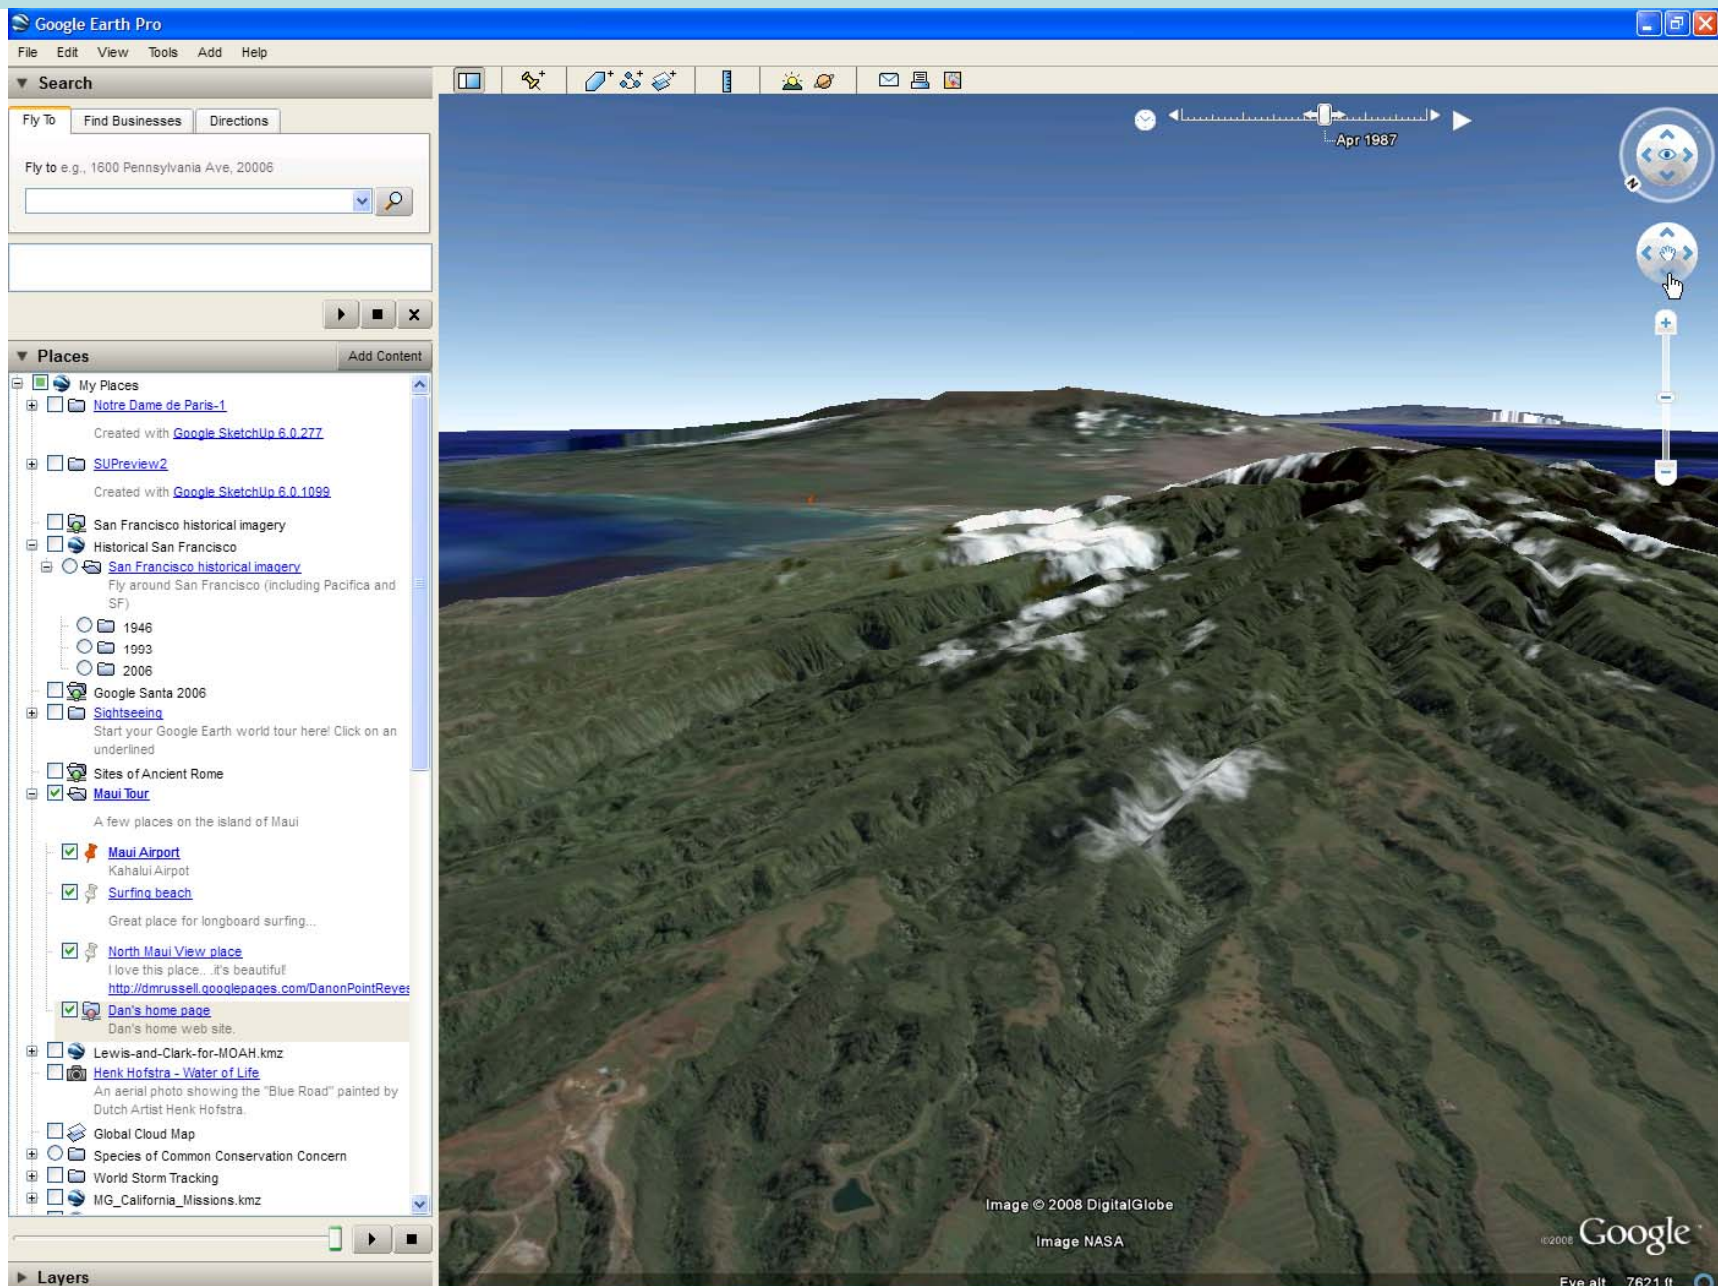 Google Earth Pro
File Edit View Tools Add Help
Search
Fly To Find Businesses Directions
Fly to e.g., 1600 Pennsylvania Ave, 20006
Places Add Content
My Places
Notre Dame de Paris-1
Created with Google SketchUp 6.0.277
SUPreview2
Created with Google SketchUp 6.0.1099
San Francisco historical imagery
Historical San Francisco
San Francisco historical imagery
Fly around San Francisco (including Pacifica and
SF)
1946
1993
2006
Google Santa 2006
Sightseeing
Start your Google Earth world tour here! Click on an
underlined
Sites of Ancient Rome
Maui Tour
A few places on the island of Maui
Maui Airport
Kahalui Airpot
Surfing beach
Great place for longboard surfing...
North Maui View place
I love this place.. .it's beautiful!
http://dmrussell.googlepages.com/DanonPointReyes
Dan's home page
Dan's home web site.
Lewis-and-Clark-for-MOAH.kmz
Henk Hofstra - Water of Life
An aerial photo showing the "Blue Road" painted by
Dutch Artist Henk Hofstra.
Global Cloud Map
Species of Common Conservation Concern
World Storm Tracking
MG_California_Missions.kmz
Layers
Apr 1987
N
Image © 2008 DigitalGlobe
Image NASA
©2008 Google
Eye alt 7621 ft